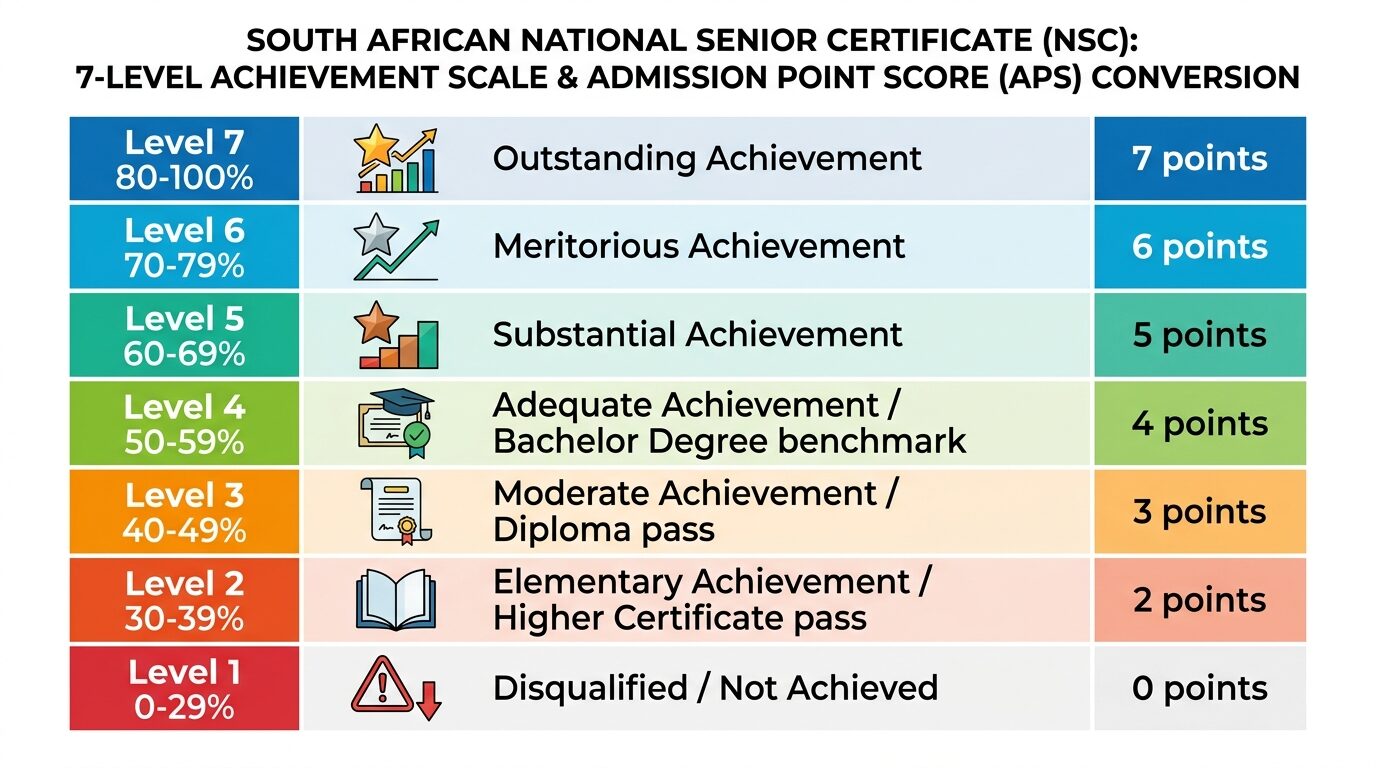 SOUTH AFRICAN NATIONAL SENIOR CERTIFICATE (NSC):
7-LEVEL ACHIEVEMENT SCALE & ADMISSION POINT SCORE (APS) CONVERSION
Level 7
80-100%
Outstanding Achievement
7 points
Level 6
70-79%
Meritorious Achievement
6 points
Level 5
60-69%
Substantial Achievement
5 points
Level 4
50-59%
Adequate Achievement /
Bachelor Degree benchmark
4 points
Level 3
40-49%
Moderate Achievement /
Diploma pass
3 points
Level 2
30-39%
Elementary Achievement /
Higher Certificate pass
2 points
Level 1
0-29%
Disqualified / Not Achieved
0 points